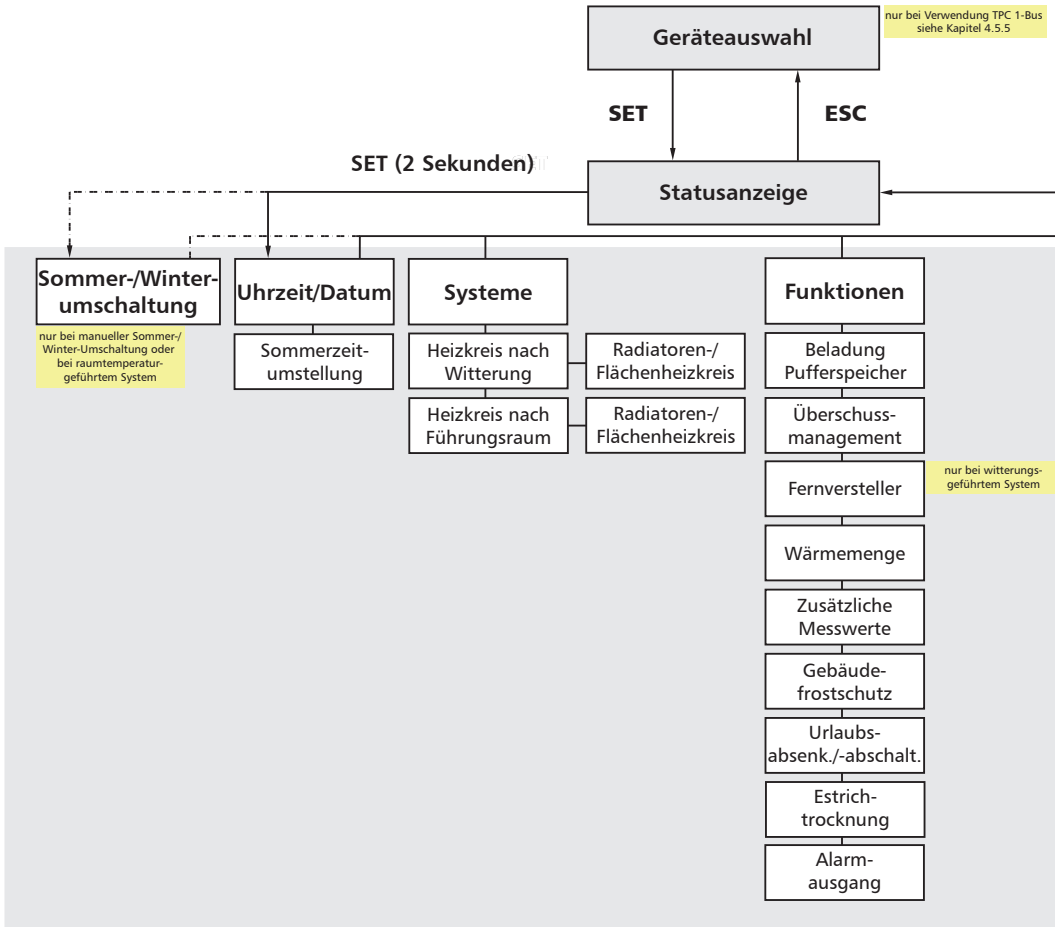 Geräteauswahl
nur bei Verwendung TPC 1-Bus
siehe Kapitel 4.5.5
SET
ESC
SET (2 Sekunden)
Statusanzeige
Sommer-/Winter-
umschaltung
nur bei manueller Sommer-/
Winter-Umschaltung oder
bei raumtemperatur-
geführtem System
Uhrzeit/Datum
Sommerzeit-
umstellung
Systeme
Heizkreis nach
Witterung
Radiatoren-/
Flächenheizkreis
Heizkreis nach
Führungsraum
Radiatoren-/
Flächenheizkreis
Funktionen
Beladung
Pufferspeicher
Überschuss-
management
Fernversteller
nur bei witterungs-
geführtem System
Wärmemenge
Zusätzliche
Messwerte
Gebäude-
frostschutz
Urlaubs-
absenk./-abschalt.
Estrich-
trocknung
Alarm-
ausgang